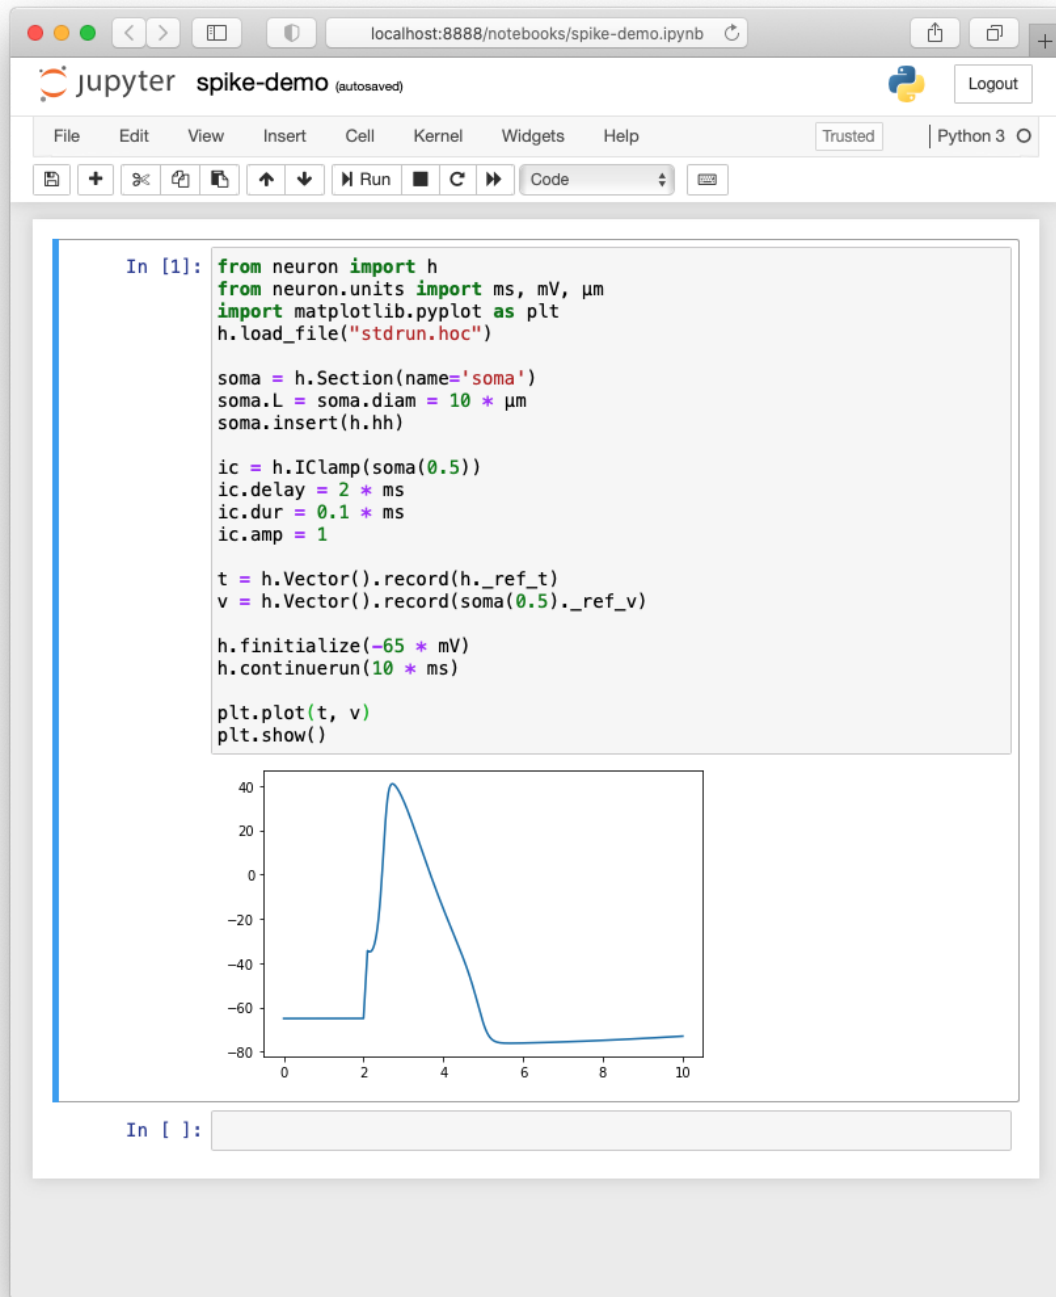 localhost:8888/notebooks/spike-demo.ipynb
jupyter spike-demo (autosaved)
Logout
File Edit View Insert Cell Kernel Widgets Help Trusted Python 3
Run Code
In [1]: from neuron import h
from neuron.units import ms, mV, μm
import matplotlib.pyplot as plt
h.load_file("stdrun.hoc")
soma = h.Section(name='soma')
soma.L = soma.diam = 10 * μm
soma.insert(h.hh)
ic = h.IClamp(soma(0.5))
ic.delay = 2 * ms
ic.dur = 0.1 * ms
ic.amp = 1
t = h.Vector().record(h._ref_t)
v = h.Vector().record(soma(0.5)._ref_v)
h.finitialize(-65 * mV)
h.continuerun(10 * ms)
plt.plot(t, v)
plt.show()
40
20
0
−20
−40
−60
−80
0 2 4 6 8 10
In [ ]: